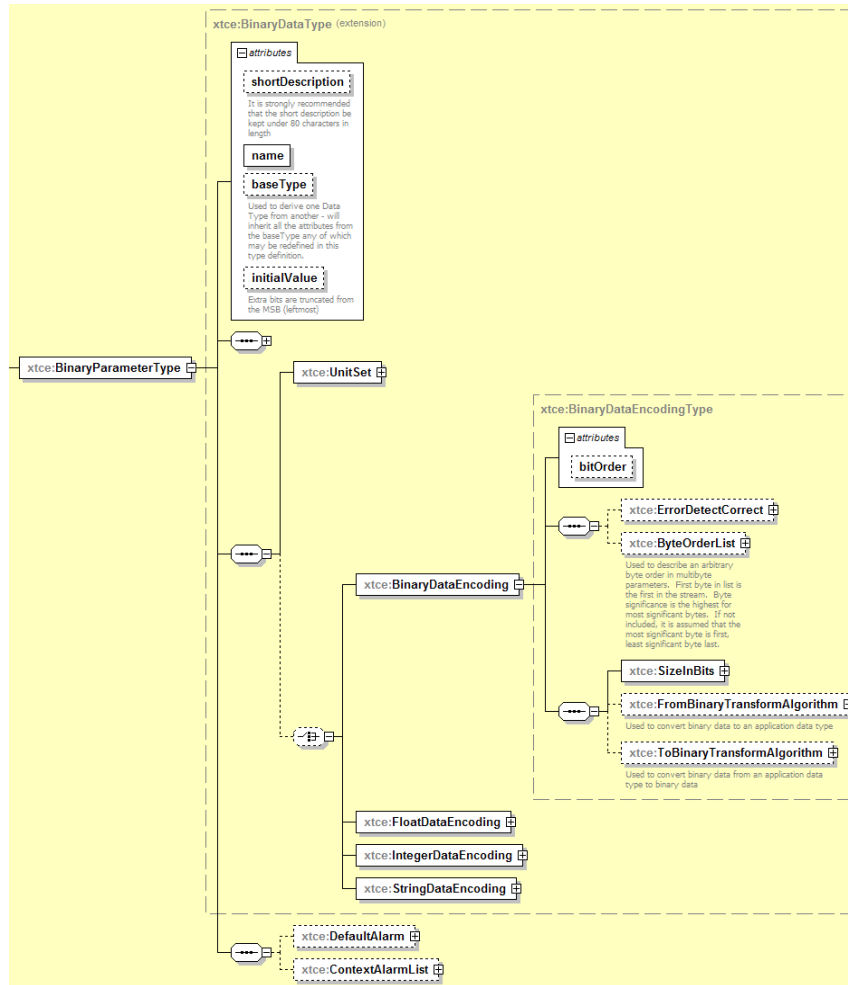 xtce:BinaryDataType (extension)
attributes
shortDescription
It is strongly recommended
that the short description be
kept under 80 characters in
length
name
baseType
Used to derive one Data
Type from another - will
inherit all the attributes from
the baseType any of which
may be redefined in this
type definition.
initialValue
Extra bits are truncated from
the MSB (leftmost)
xtce:BinaryParameterType
xtce:UnitSet
xtce:BinaryDataEncodingType
attributes
bitOrder
xtce:ErrorDetectCorrect
xtce:ByteOrderList
Used to describe an arbitrary
byte order in multibyte
parameters. First byte in list is
the first in the stream. Byte
significance is the highest for
most significant bytes. If not
included, it is assumed that the
most significant byte is first,
least significant byte last.
xtce:BinaryDataEncoding
xtce:SizeInBits
xtce:FromBinaryTransformAlgorithm
Used to convert binary data to an application data type
xtce:ToBinaryTransformAlgorithm
Used to convert binary data from an application data
type to binary data
xtce:FloatDataEncoding
xtce:IntegerDataEncoding
xtce:StringDataEncoding
xtce:DefaultAlarm
xtce:ContextAlarmList